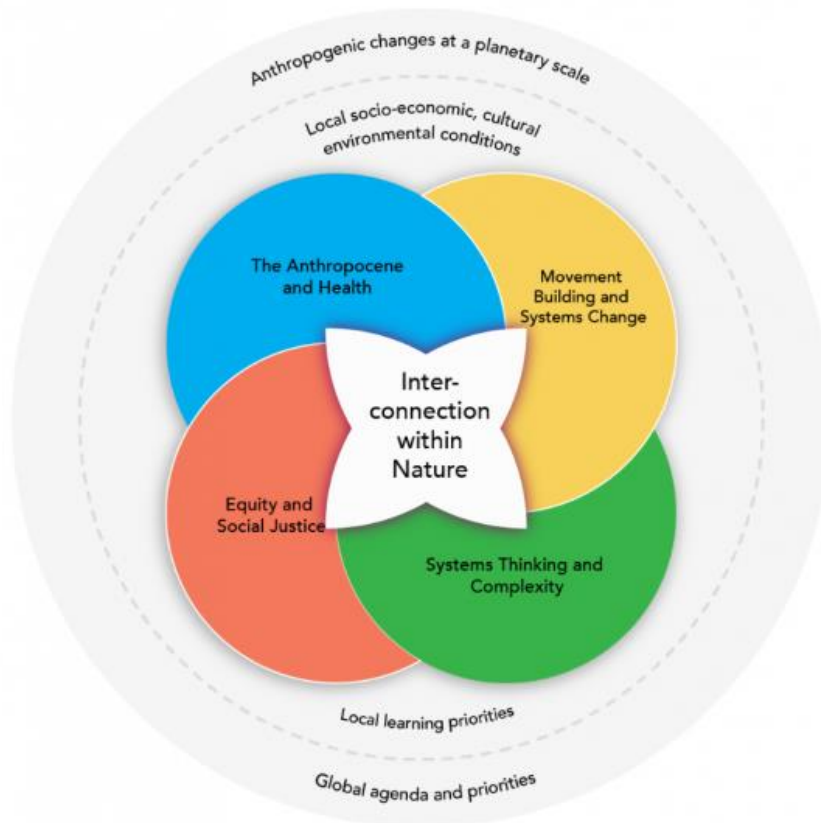 Anthropogenic changes at a planetary scale
Local socio-economic, cultural
environmental conditions
The Anthropocene
and Health
Movement
Building and
Systems Change
Inter-
connection
within
Nature
Equity and
Social Justice
Systems Thinking and
Complexity
Local learning priorities
Global agenda and priorities